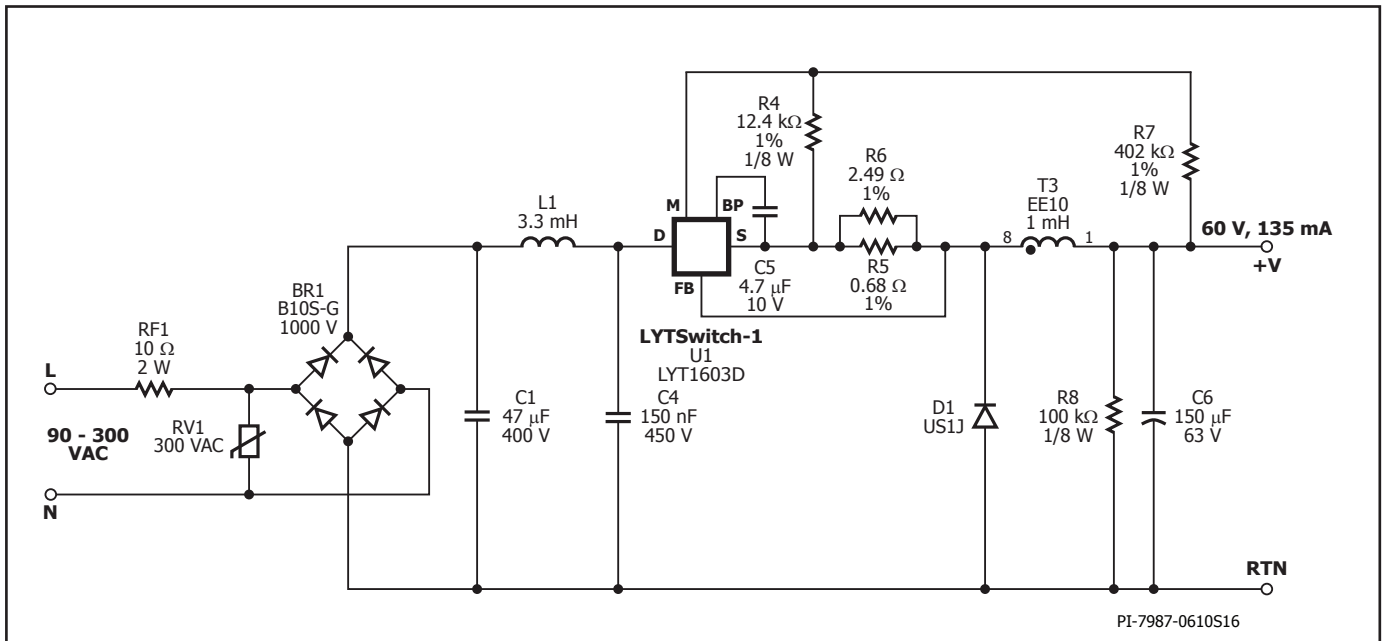 R4
12.4 kΩ
1%
1/8 W
R7
402 kΩ
1%
1/8 W
R6
2.49 Ω
1%
T3
EE10
1 mH
L1
3.3 mH
M
BP
D
S
FB
8
1
60 V, 135 mA
+V
C5
4.7 μF
10 V
R5
0.68 Ω
1%
BR1
B10S-G
1000 V
LYTSwitch-1
U1
LYT1603D
RF1
10 Ω
2 W
L
RV1
300 VAC
90 - 300
VAC
N
C1
47 μF
400 V
C4
150 nF
450 V
D1
US1J
R8
100 kΩ
1/8 W
C6
150 μF
63 V
RTN
PI-7987-0610S16